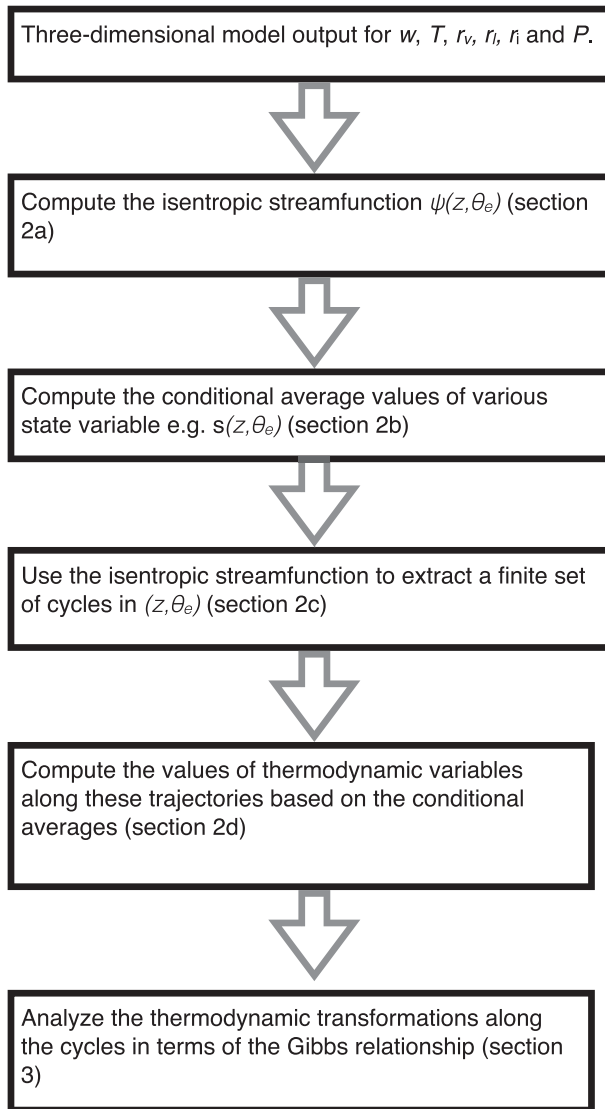 Three-dimensional model output for w, T, rᵥ, rₗ, rᵢ and P.
Compute the isentropic streamfunction ψ(z,θₑ) (section
2a)
Compute the conditional average values of various
state variable e.g. s(z,θₑ) (section 2b)
Use the isentropic streamfunction to extract a finite set
of cycles in (z,θₑ) (section 2c)
Compute the values of thermodynamic variables
along these trajectories based on the conditional
averages (section 2d)
Analyze the thermodynamic transformations along
the cycles in terms of the Gibbs relationship (section
3)